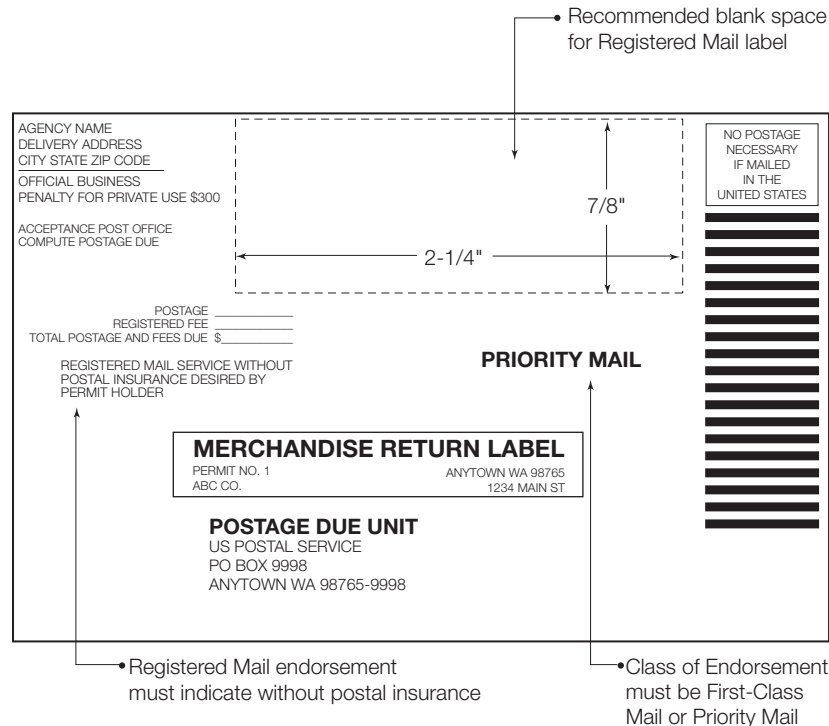 Recommended blank space
for Registered Mail label
AGENCY NAME
DELIVERY ADDRESS
CITY STATE ZIP CODE
OFFICIAL BUSINESS
PENALTY FOR PRIVATE USE $300
ACCEPTANCE POST OFFICE
COMPUTE POSTAGE DUE
7/8"
2-1/4"
NO POSTAGE
NECESSARY
IF MAILED
IN THE
UNITED STATES
POSTAGE
REGISTERED FEE
TOTAL POSTAGE AND FEES DUE $
REGISTERED MAIL SERVICE WITHOUT
POSTAL INSURANCE DESIRED BY
PERMIT HOLDER
PRIORITY MAIL
MERCHANDISE RETURN LABEL
PERMIT NO. 1 ANYTOWN WA 98765
ABC CO. 1234 MAIN ST
POSTAGE DUE UNIT
US POSTAL SERVICE
PO BOX 9998
ANYTOWN WA 98765-9998
Registered Mail endorsement
must indicate without postal insurance
Class of Endorsement
must be First-Class
Mail or Priority Mail